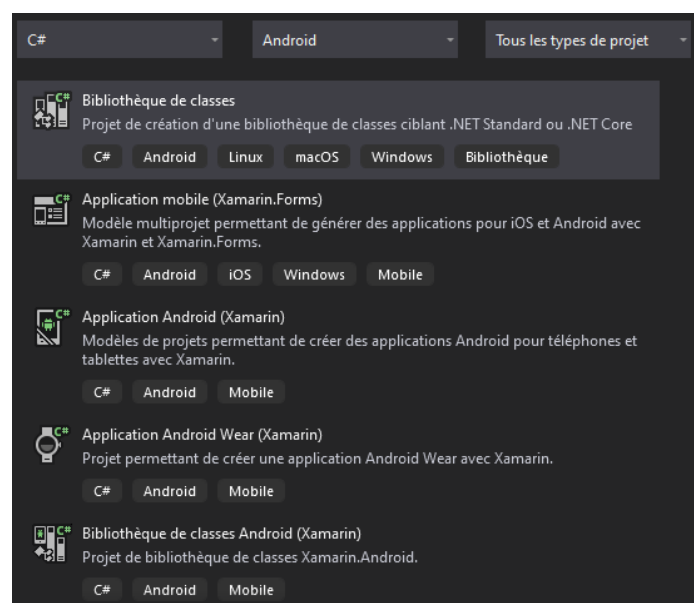 C# Android Tous les types de projet
C#
Bibliothèque de classes
Projet de création d'une bibliothèque de classes ciblant .NET Standard ou .NET Core
C# Android Linux macOS Windows Bibliothèque
C#
Application mobile (Xamarin.Forms)
Modèle multiprojet permettant de générer des applications pour iOS et Android avec
Xamarin et Xamarin.Forms.
C# Android iOS Windows Mobile
C#
Application Android (Xamarin)
Modèles de projets permettant de créer des applications Android pour téléphones et
tablettes avec Xamarin.
C# Android Mobile
C#
Application Android Wear (Xamarin)
Projet permettant de créer une application Android Wear avec Xamarin.
C# Android Mobile
C#
Bibliothèque de classes Android (Xamarin)
Projet de bibliothèque de classes Xamarin.Android.
C# Android Mobile